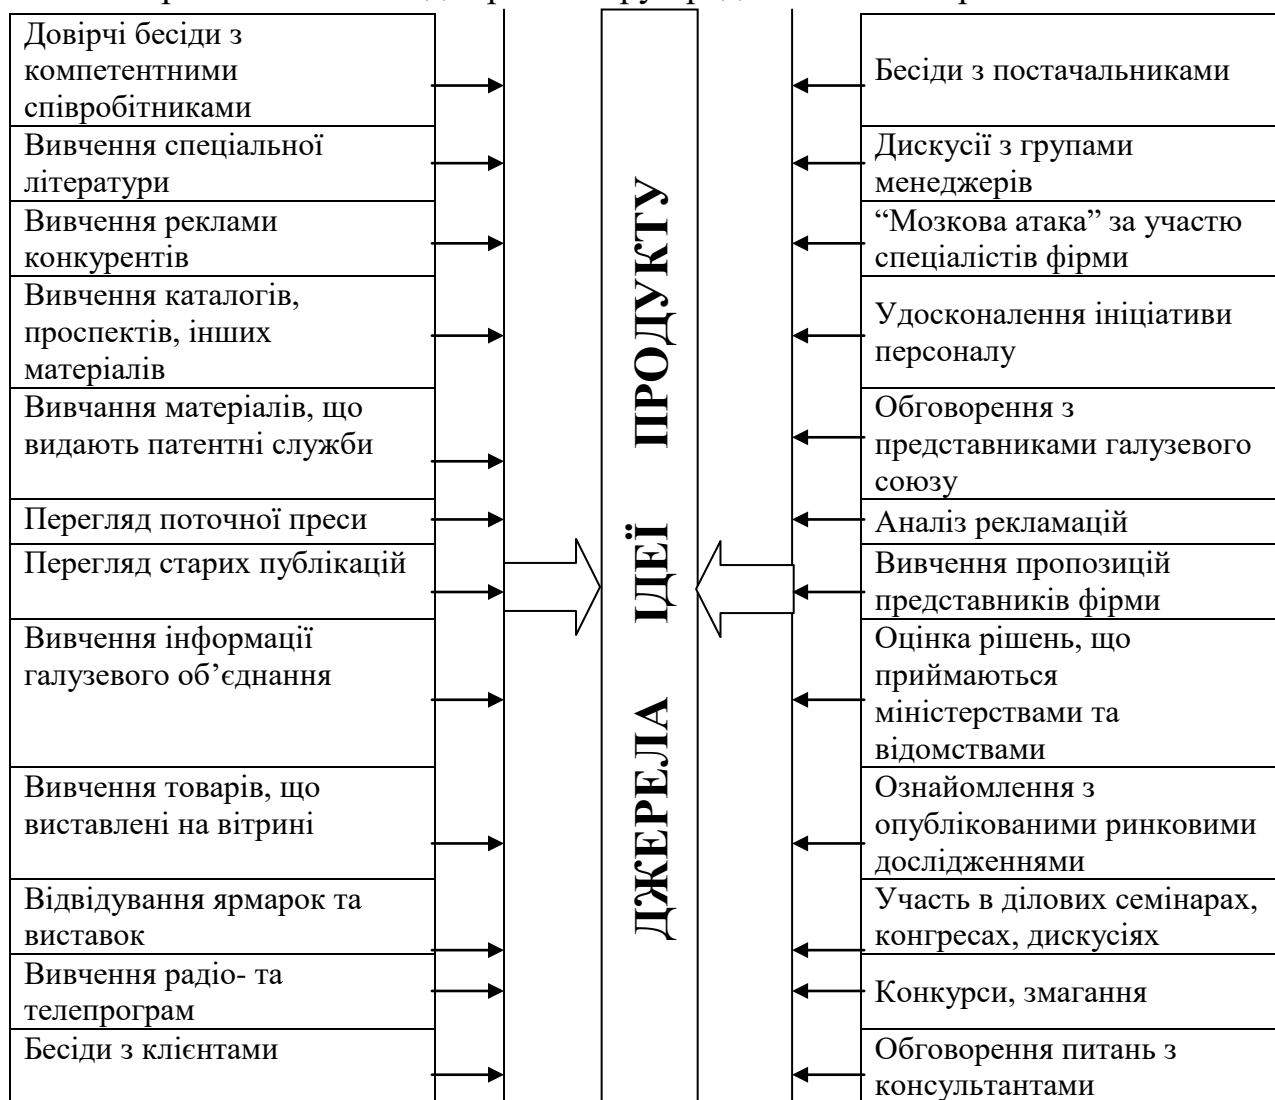 Довірчі бесіди з
компетентними
співробітниками
Вивчення спеціальної
літератури
Вивчення реклами
конкурентів
Вивчення каталогів,
проспектів, інших
матеріалів
Вивчання матеріалів, що
видають патентні служби
Перегляд поточної преси
Перегляд старих публікацій
Вивчення інформації
галузевого об’єднання
Вивчення товарів, що
виставлені на вітрині
Відвідування ярмарок та
виставок
Вивчення радіо- та
телепрограм
Бесіди з клієнтами
ДЖЕРЕЛА ІДЕЇ ПРОДУКТУ
Бесіди з постачальниками
Дискусії з групами
менеджерів
“Мозкова атака” за участю
спеціалістів фірми
Удосконалення ініціативи
персоналу
Обговорення з
представниками галузевого
союзу
Аналіз рекламацій
Вивчення пропозицій
представників фірми
Оцінка рішень, що
приймаються
міністерствами та
відомствами
Ознайомлення з
опублікованими ринковими
дослідженнями
Участь в ділових семінарах,
конгресах, дискусіях
Конкурси, змагання
Обговорення питань з
консультантами